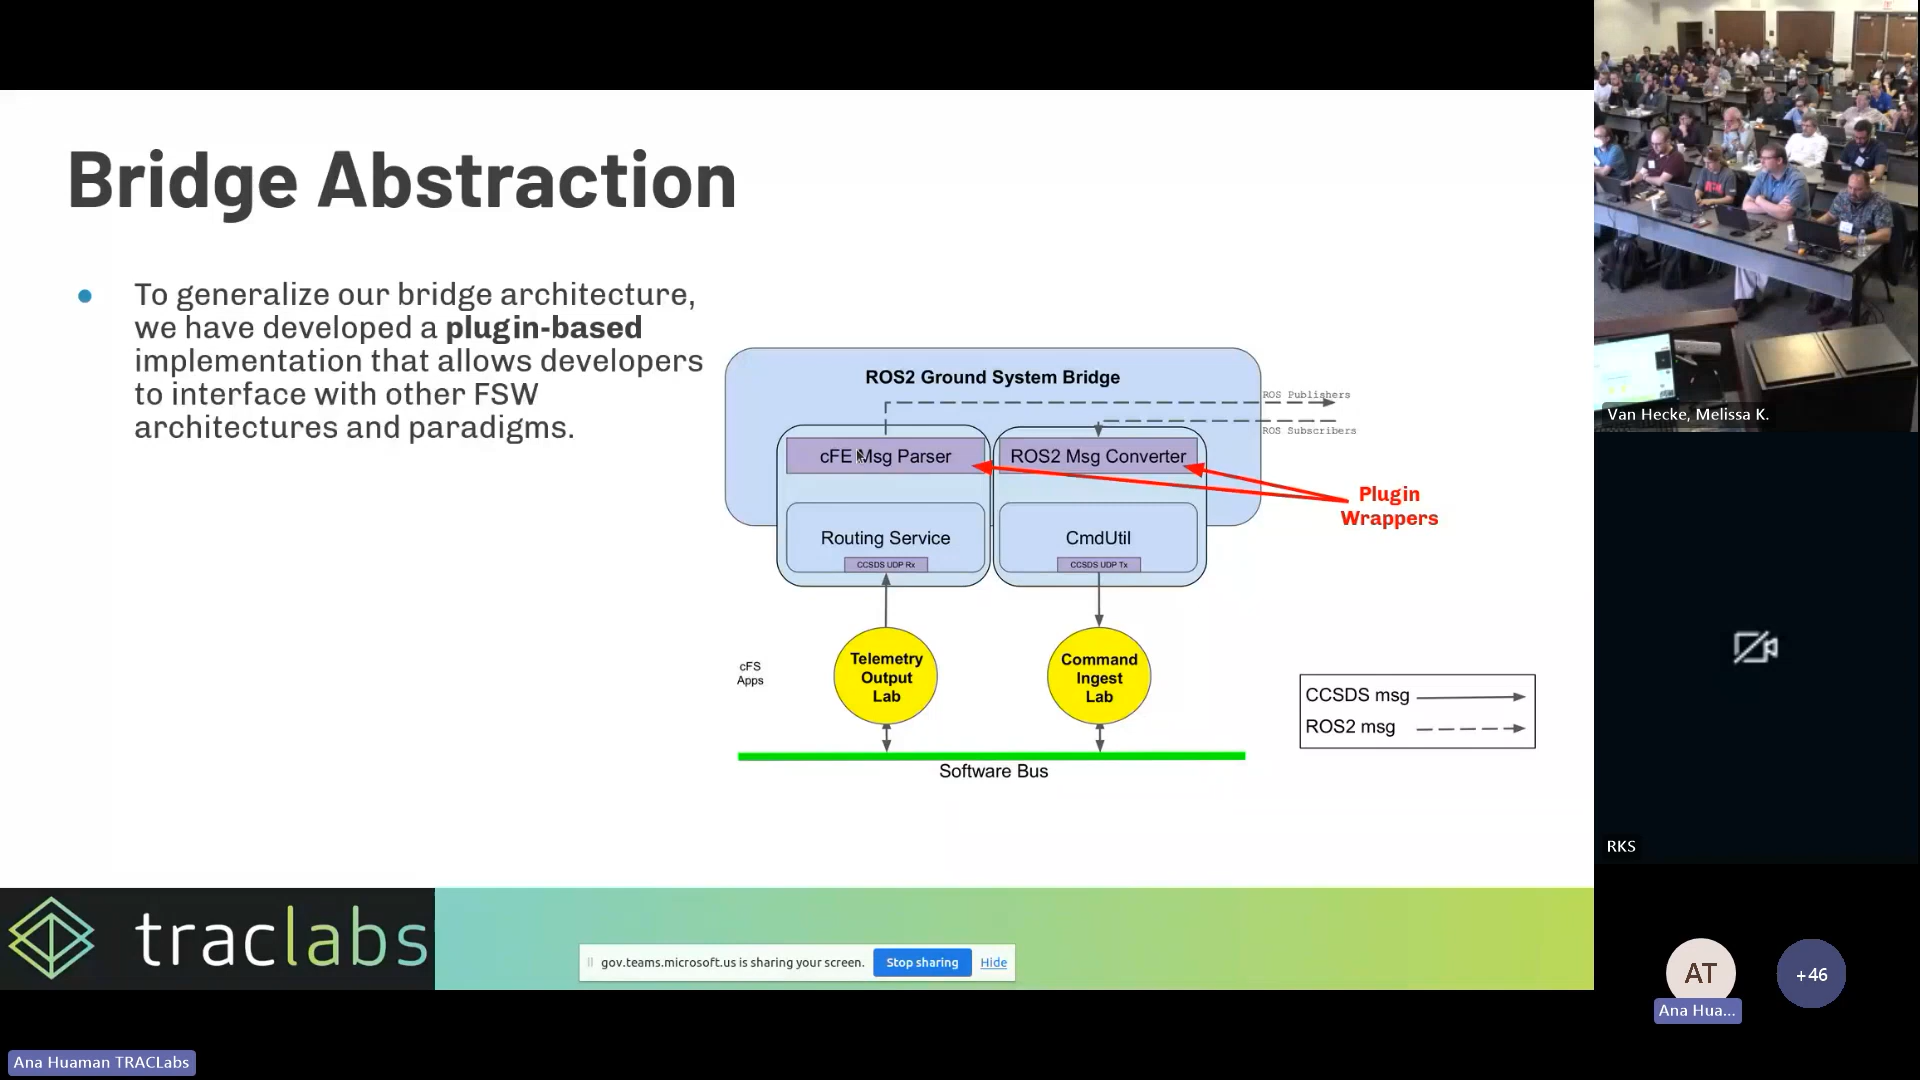 Bridge Abstraction
● To generalize our bridge architecture,
we have developed a plugin-based
implementation that allows developers
to interface with other FSW
architectures and paradigms.
ROS2 Ground System Bridge
ROS Publishers
ROS Subscribers
cFE Msg Parser
ROS2 Msg Converter
Plugin
Wrappers
Routing Service
CmdUtil
CCSDS UDP Rx
CCSDS UDP Tx
cFS
Apps
Telemetry
Output
Lab
Command
Ingest
Lab
CCSDS msg
ROS2 msg
Software Bus
traclabs
gov.teams.microsoft.us is sharing your screen.
Stop sharing
Hide
Van Hecke, Melissa K.
RKS
AT
Ana Hua...
+46
Ana Huaman TRACLabs